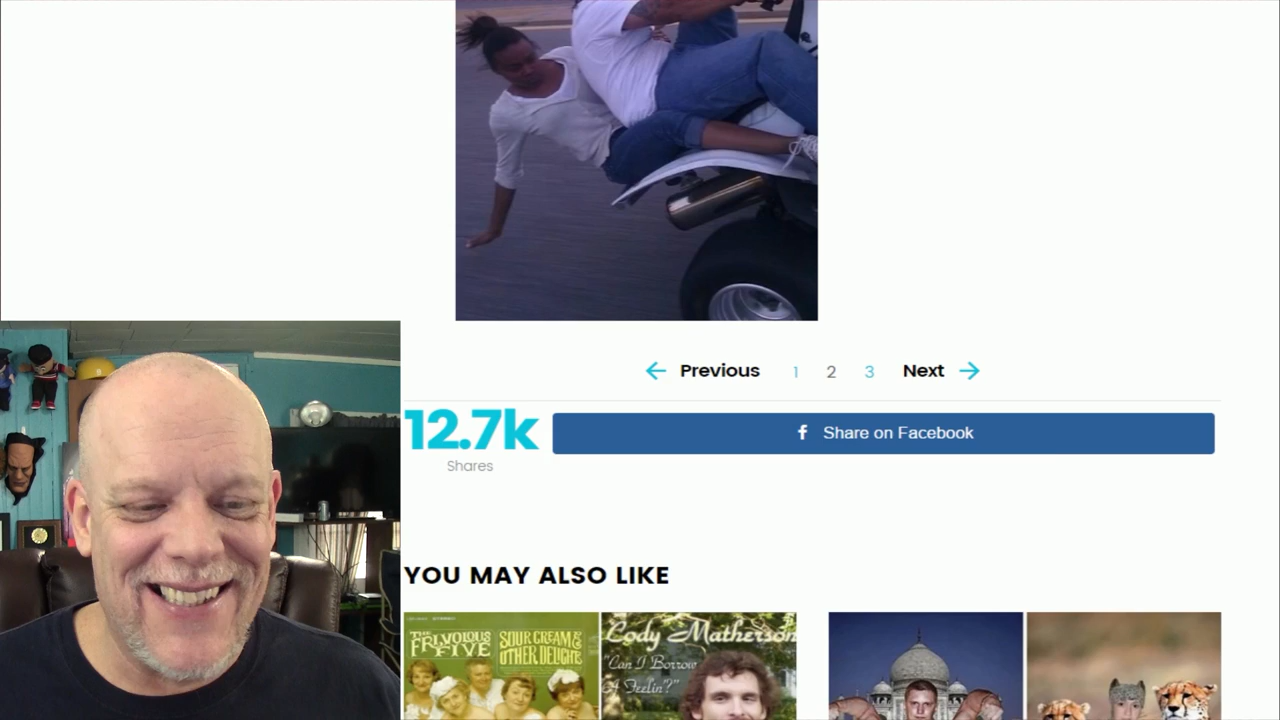 Previous 1 2 3 Next
12.7k
Shares
Share on Facebook
YOU MAY ALSO LIKE
THE FRIVOLOUS FIVE
SOUR CREAM & OTHER DELIGHTS
Cody Matherson
"Can I Borrow
A Feelin'?"